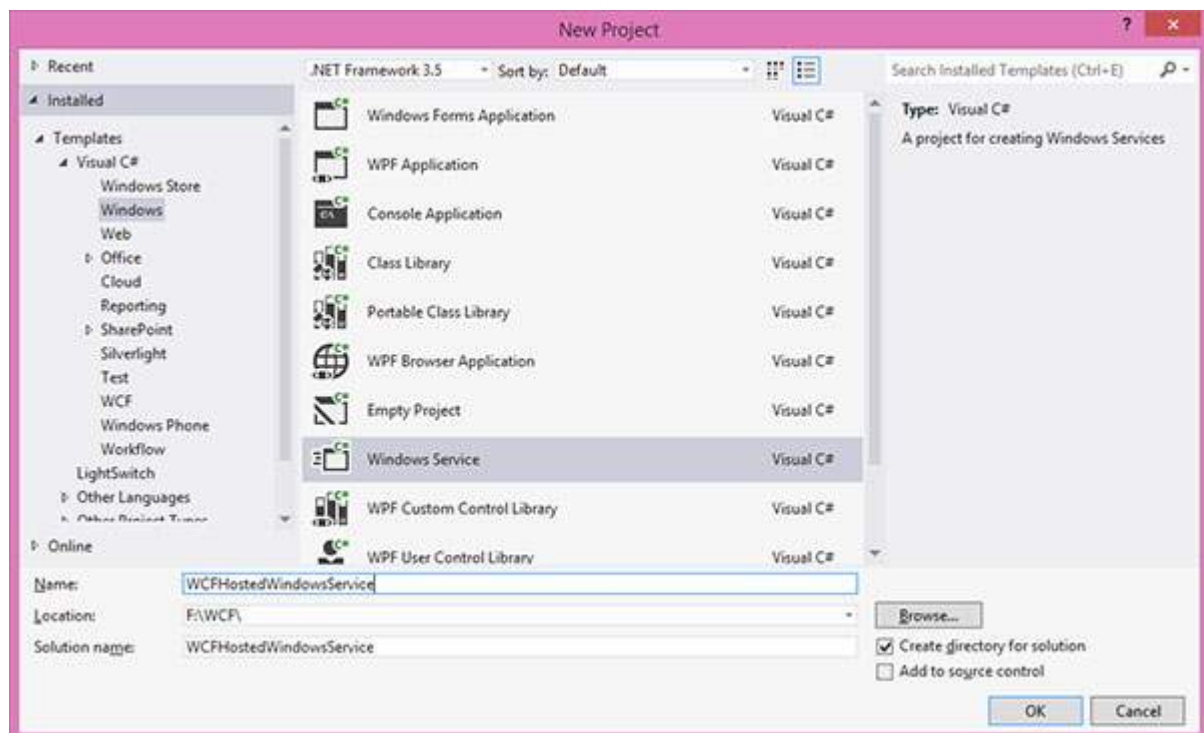 New Project
? ×
Recent
.NET Framework 3.5 Sort by: Default
Search Installed Templates (Ctrl+E)
Installed
Templates
Visual C#
Windows Store
Windows
Web
Office
Cloud
Reporting
SharePoint
Silverlight
Test
WCF
Windows Phone
Workflow
LightSwitch
Other Languages
Other Project Types
Online
Windows Forms Application Visual C#
WPF Application Visual C#
Console Application Visual C#
Class Library Visual C#
Portable Class Library Visual C#
WPF Browser Application Visual C#
Empty Project Visual C#
Windows Service Visual C#
WPF Custom Control Library Visual C#
WPF User Control Library Visual C#
Type: Visual C#
A project for creating Windows Services
Name: WCFHostedWindowsService
Location: F:\WCF\
Browse...
Solution name: WCFHostedWindowsService
Create directory for solution
Add to source control
OK Cancel